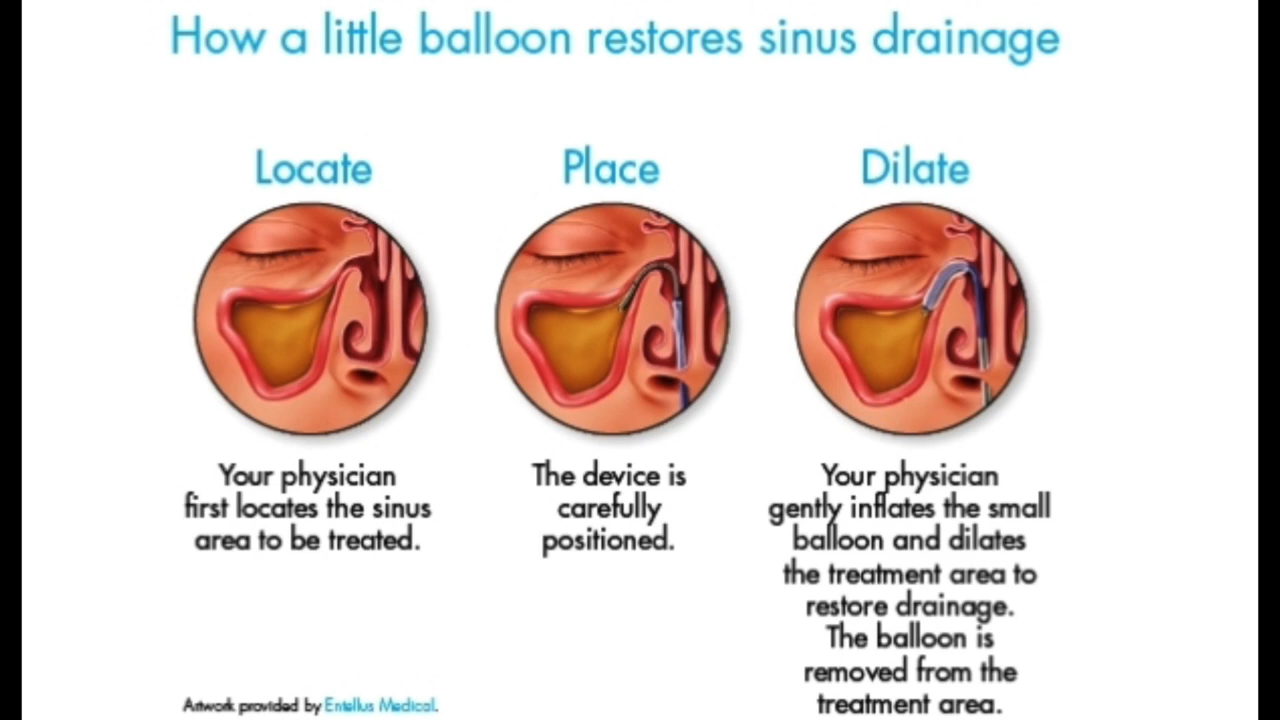 How a little balloon restores sinus drainage
Locate
Place
Dilate
Your physician
first locates the sinus
area to be treated.
The device is
carefully
positioned.
Your physician
gently inflates the small
balloon and dilates
the treatment area to
restore drainage.
The balloon is
removed from the
treatment area.
Artwork provided by Entellus Medical.